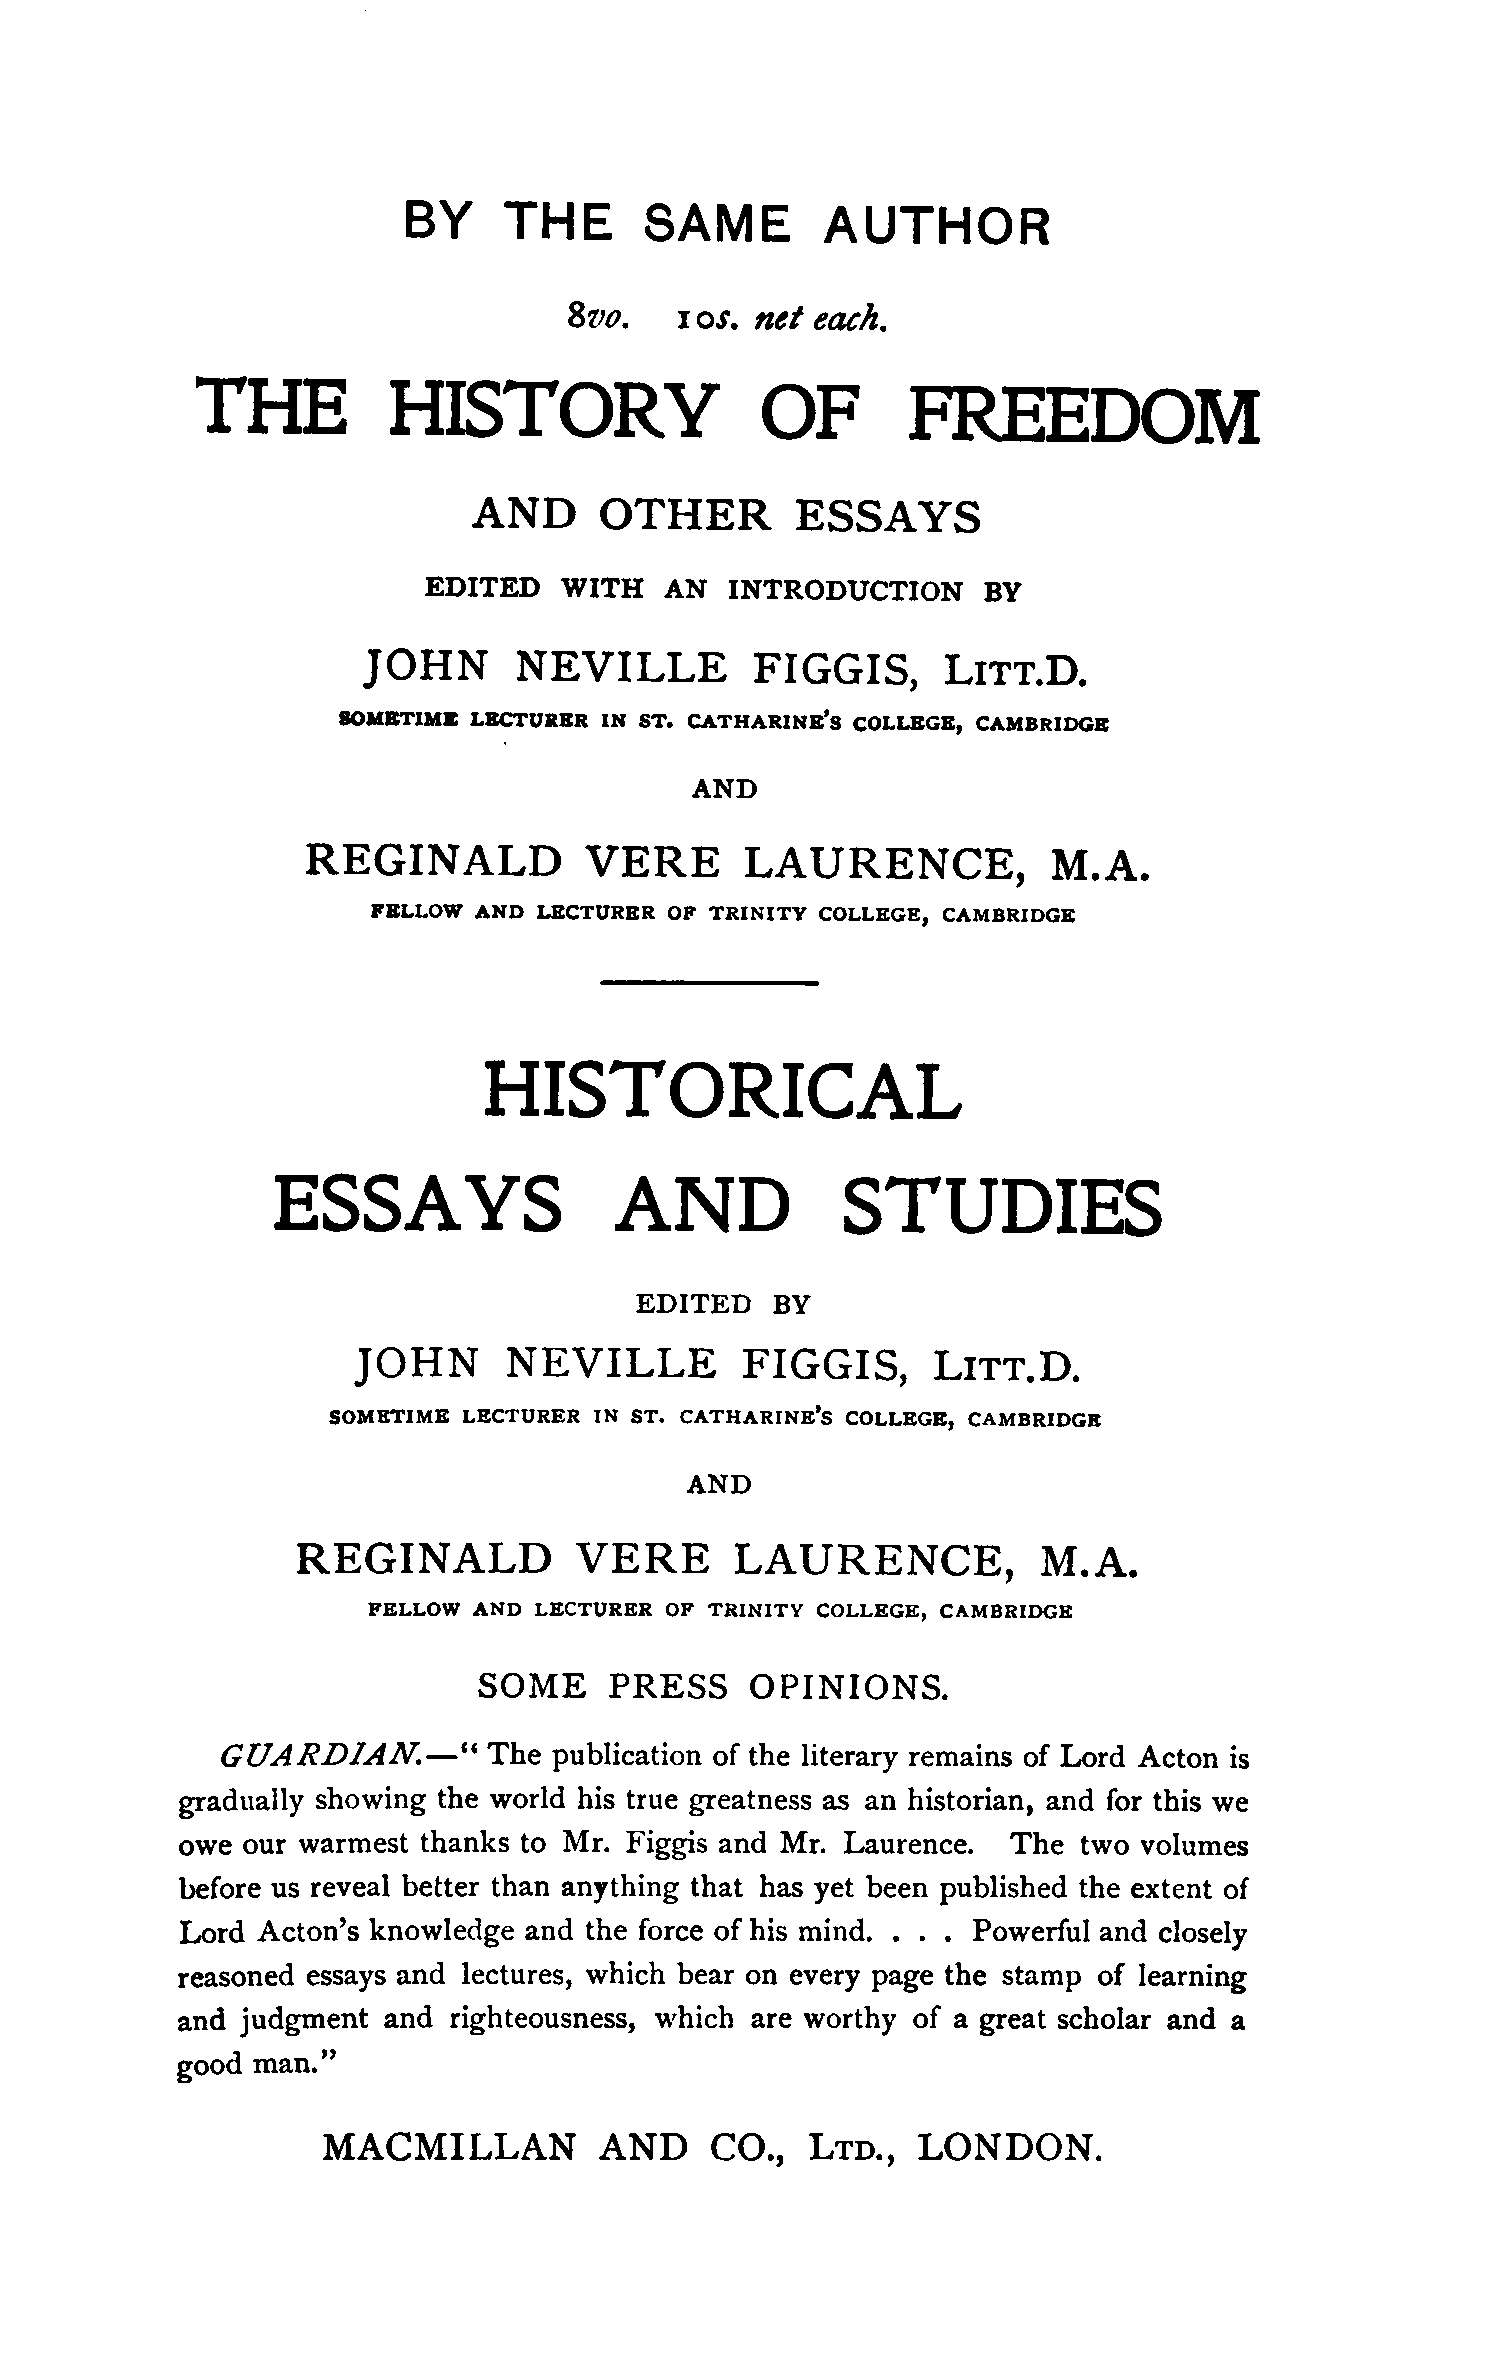 BY THE SAME AUTHOR
8vo. 10s. net each.
THE HISTORY OF FREEDOM
AND OTHER ESSAYS
EDITED WITH AN INTRODUCTION BY
JOHN NEVILLE FIGGIS, LITT.D.
SOMETIME LECTURER IN ST. CATHARINE'S COLLEGE, CAMBRIDGE
AND
REGINALD VERE LAURENCE, M.A.
FELLOW AND LECTURER OF TRINITY COLLEGE, CAMBRIDGE
HISTORICAL
ESSAYS AND STUDIES
EDITED BY
JOHN NEVILLE FIGGIS, LITT.D.
SOMETIME LECTURER IN ST. CATHARINE'S COLLEGE, CAMBRIDGE
AND
REGINALD VERE LAURENCE, M.A.
FELLOW AND LECTURER OF TRINITY COLLEGE, CAMBRIDGE
SOME PRESS OPINIONS.
GUARDIAN.—"The publication of the literary remains of Lord Acton is
gradually showing the world his true greatness as an historian, and for this we
owe our warmest thanks to Mr. Figgis and Mr. Laurence. The two volumes
before us reveal better than anything that has yet been published the extent of
Lord Acton's knowledge and the force of his mind. . . . Powerful and closely
reasoned essays and lectures, which bear on every page the stamp of learning
and judgment and righteousness, which are worthy of a great scholar and a
good man."
MACMILLAN AND CO., LTD., LONDON.